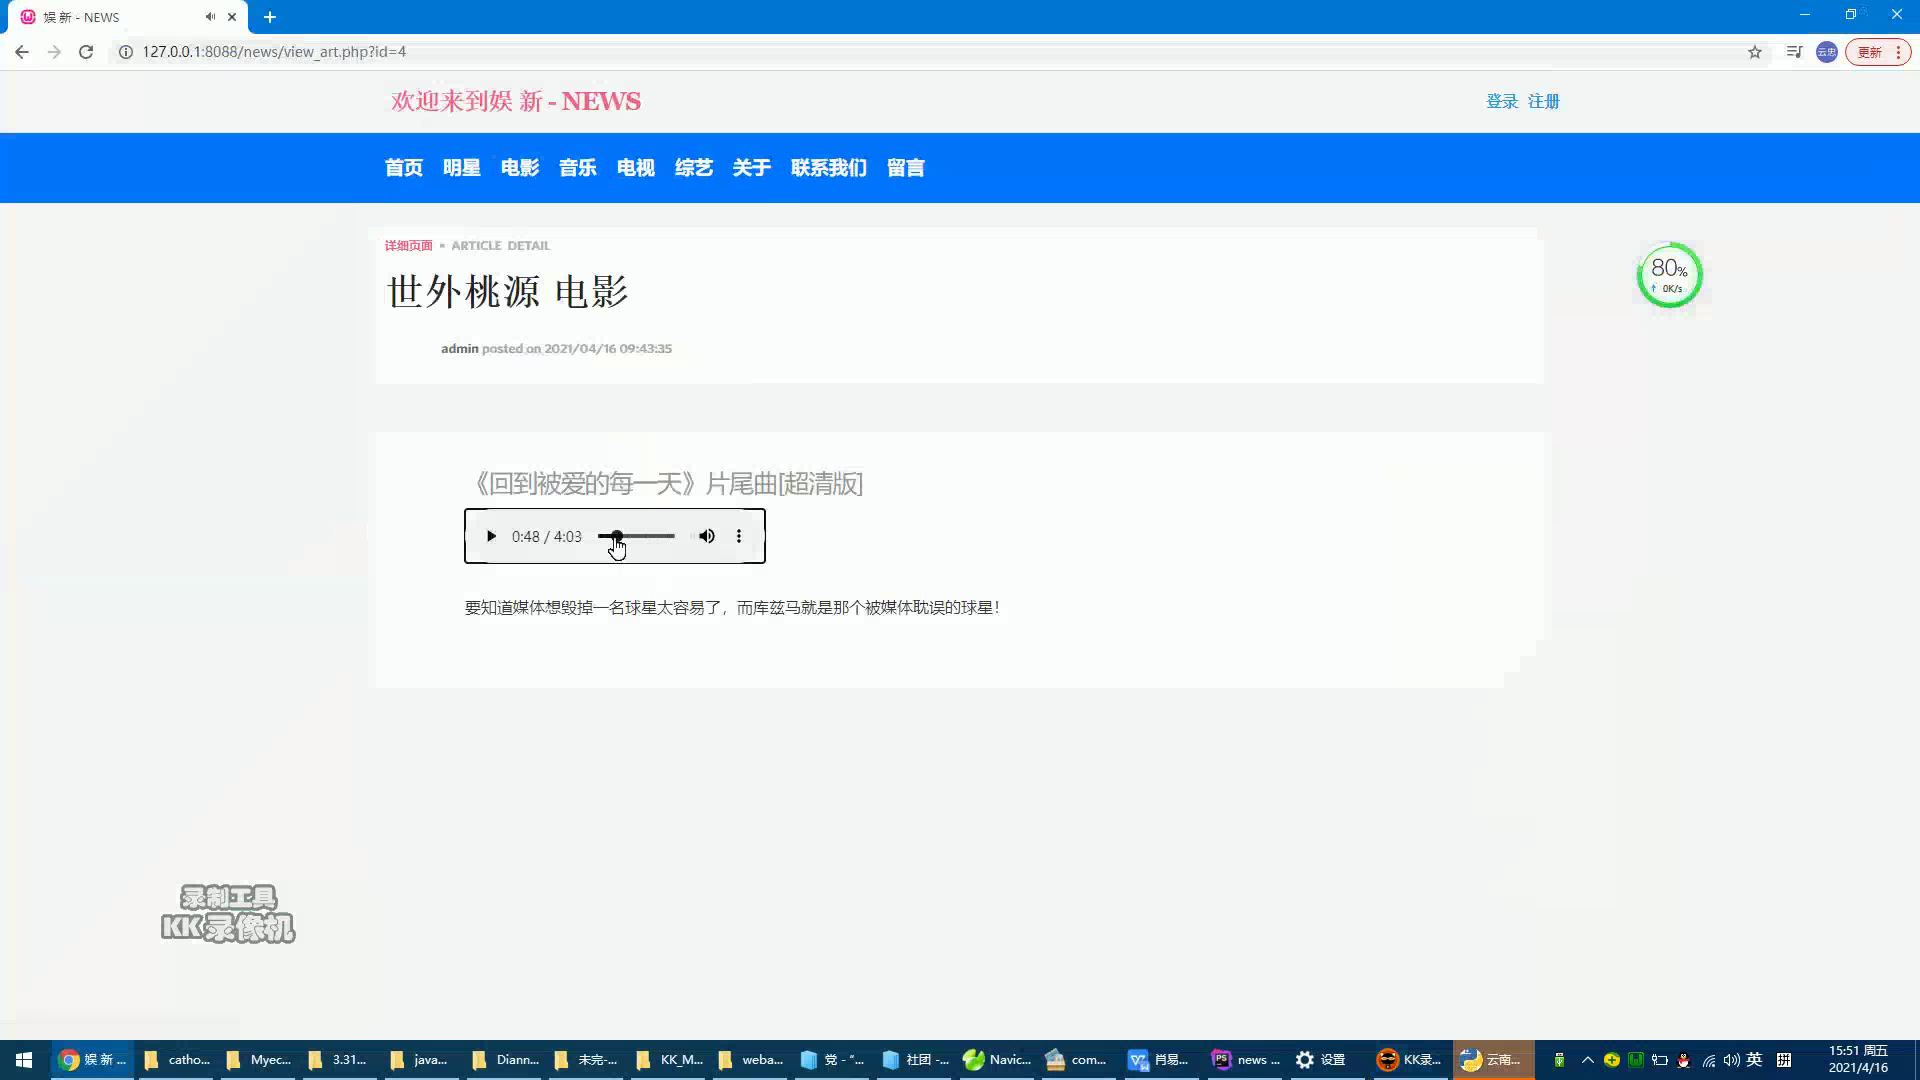 娱 新 - NEWS
127.0.0.1:8088/news/view_art.php?id=4
云忠
更新
欢迎来到娱 新 - NEWS
登录 注册
首页 明星 电影 音乐 电视 综艺 关于 联系我们 留言
详细页面 ARTICLE DETAIL
世外桃源 电影
admin posted on 2021/04/16 09:43:35
80%
0K/s
《回到被爱的每一天》片尾曲[超清版]
0:48 / 4:03
要知道媒体想毁掉一名球星太容易了，而库兹马就是那个被媒体耽误的球星！
录制工具
KK录像机
娱 新 ...
catho...
Myec...
3.31...
java...
Diann...
未完-...
KK_M...
weba...
党 - “...
社团 -...
Navic...
com...
肖易...
news ...
设置
KK录...
云南...
英
拼
15:51 周五
2021/4/16